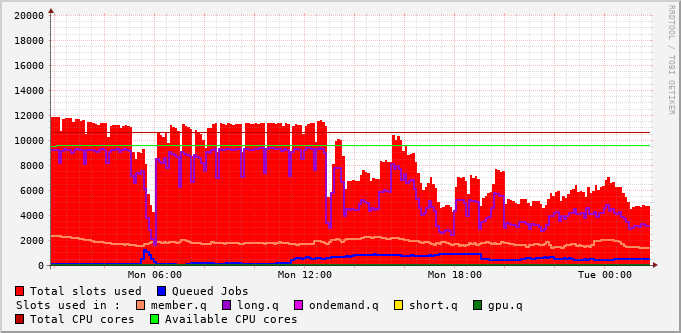 20000
18000
16000
14000
12000
10000
8000
6000
4000
2000
0
Mon 06:00 Mon 12:00 Mon 18:00 Tue 00:00
RRDTOOL / TOBI OETIKER
Total slots used Queued Jobs
Slots used in : member.q long.q ondemand.q short.q gpu.q
Total CPU cores Available CPU cores